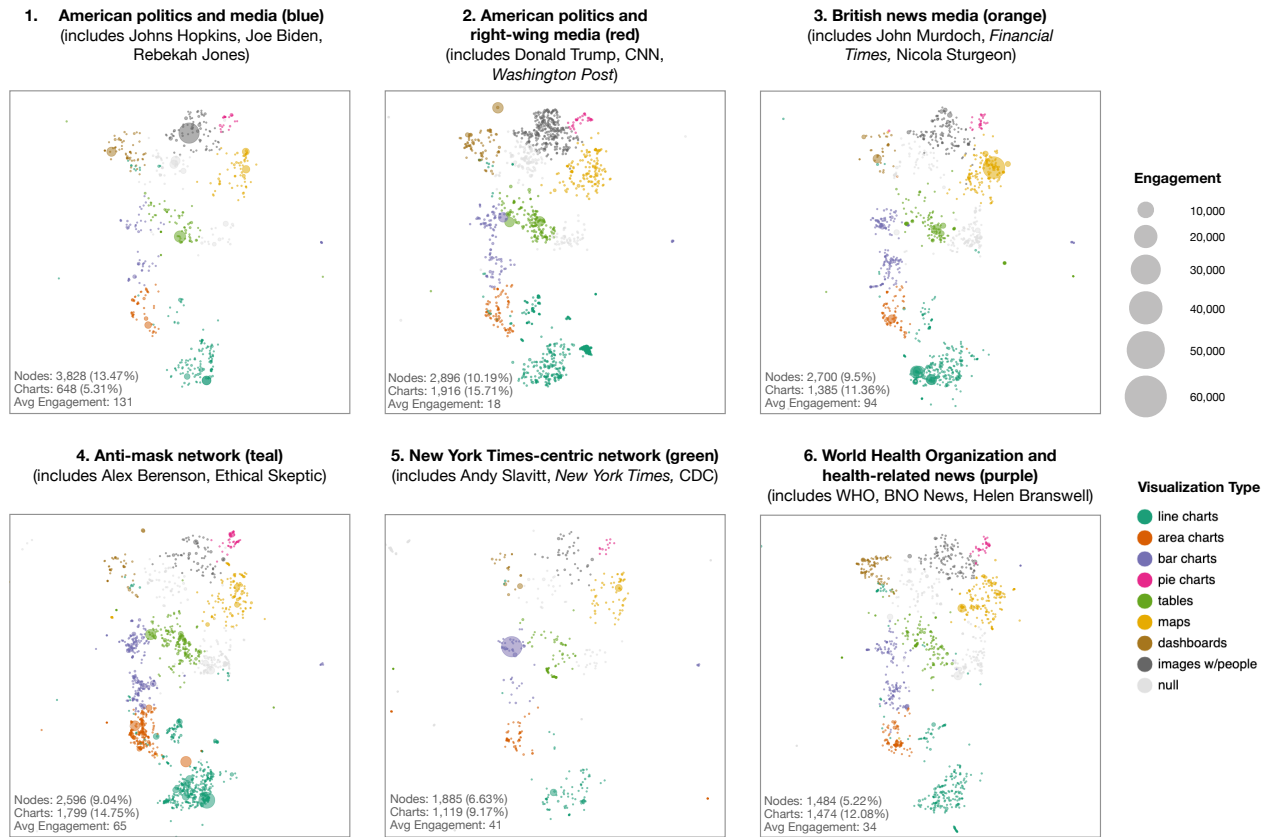 1. American politics and media (blue)
(includes Johns Hopkins, Joe Biden,
Rebekah Jones)
2. American politics and
right-wing media (red)
(includes Donald Trump, CNN,
Washington Post)
3. British news media (orange)
(includes John Murdoch, Financial
Times, Nicola Sturgeon)
Nodes: 3,828 (13.47%)
Charts: 648 (5.31%)
Avg Engagement: 131
Nodes: 2,896 (10.19%)
Charts: 1,916 (15.71%)
Avg Engagement: 18
Nodes: 2,700 (9.5%)
Charts: 1,385 (11.36%)
Avg Engagement: 94
Engagement
10,000
20,000
30,000
40,000
50,000
60,000
4. Anti-mask network (teal)
(includes Alex Berenson, Ethical Skeptic)
5. New York Times-centric network (green)
(includes Andy Slavitt, New York Times, CDC)
6. World Health Organization and
health-related news (purple)
(includes WHO, BNO News, Helen Branswell)
Nodes: 2,596 (9.04%)
Charts: 1,799 (14.75%)
Avg Engagement: 65
Nodes: 1,885 (6.63%)
Charts: 1,119 (9.17%)
Avg Engagement: 41
Nodes: 1,484 (5.22%)
Charts: 1,474 (12.08%)
Avg Engagement: 34
Visualization Type
line charts
area charts
bar charts
pie charts
tables
maps
dashboards
images w/people
null